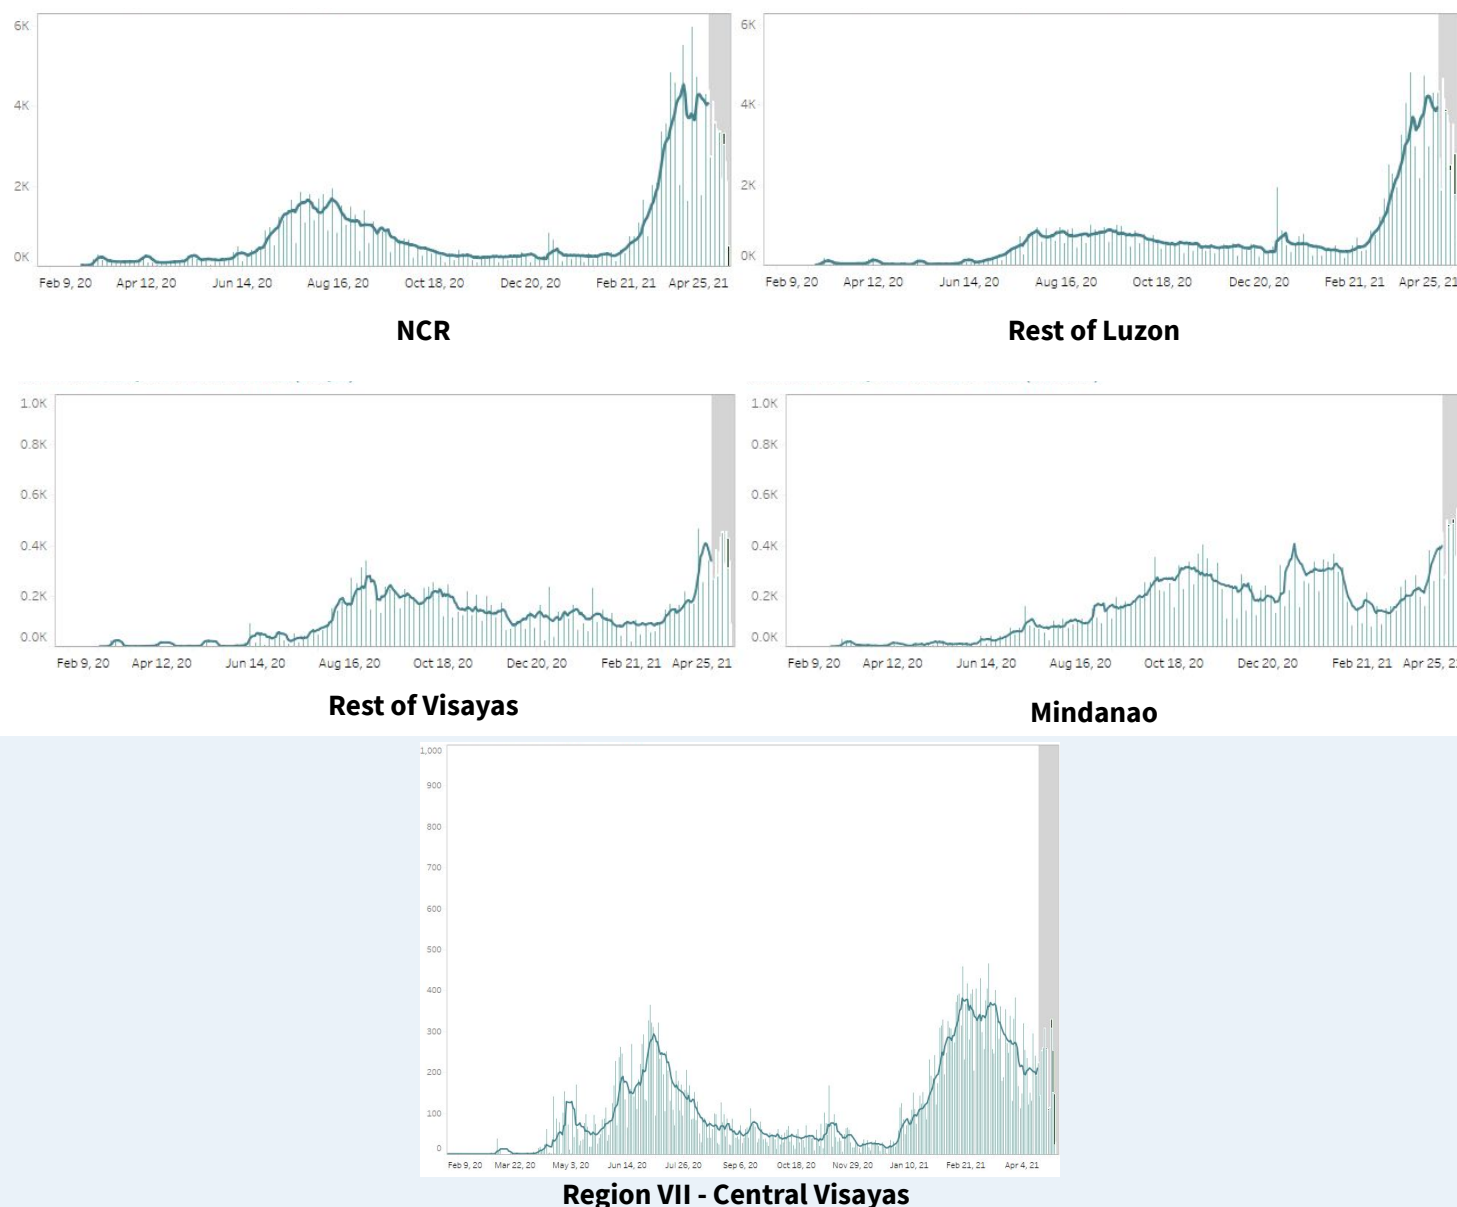 6K
4K
2K
0K
Feb 9, 20 Apr 12, 20 Jun 14, 20 Aug 16, 20 Oct 18, 20 Dec 20, 20 Feb 21, 21 Apr 25, 21
NCR
6K
4K
2K
0K
Feb 9, 20 Apr 12, 20 Jun 14, 20 Aug 16, 20 Oct 18, 20 Dec 20, 20 Feb 21, 21 Apr 25, 21
Rest of Luzon
1.0K
0.8K
0.6K
0.4K
0.2K
0.0K
Feb 9, 20 Apr 12, 20 Jun 14, 20 Aug 16, 20 Oct 18, 20 Dec 20, 20 Feb 21, 21 Apr 25, 21
Rest of Visayas
1.0K
0.8K
0.6K
0.4K
0.2K
0.0K
Feb 9, 20 Apr 12, 20 Jun 14, 20 Aug 16, 20 Oct 18, 20 Dec 20, 20 Feb 21, 21 Apr 25, 2
Mindanao
1,000
900
800
700
600
500
400
300
200
100
0
Feb 9, 20 Mar 22, 20 May 3, 20 Jun 14, 20 Jul 26, 20 Sep 6, 20 Oct 18, 20 Nov 29, 20 Jan 10, 21 Feb 21, 21 Apr 4, 21
Region VII - Central Visayas